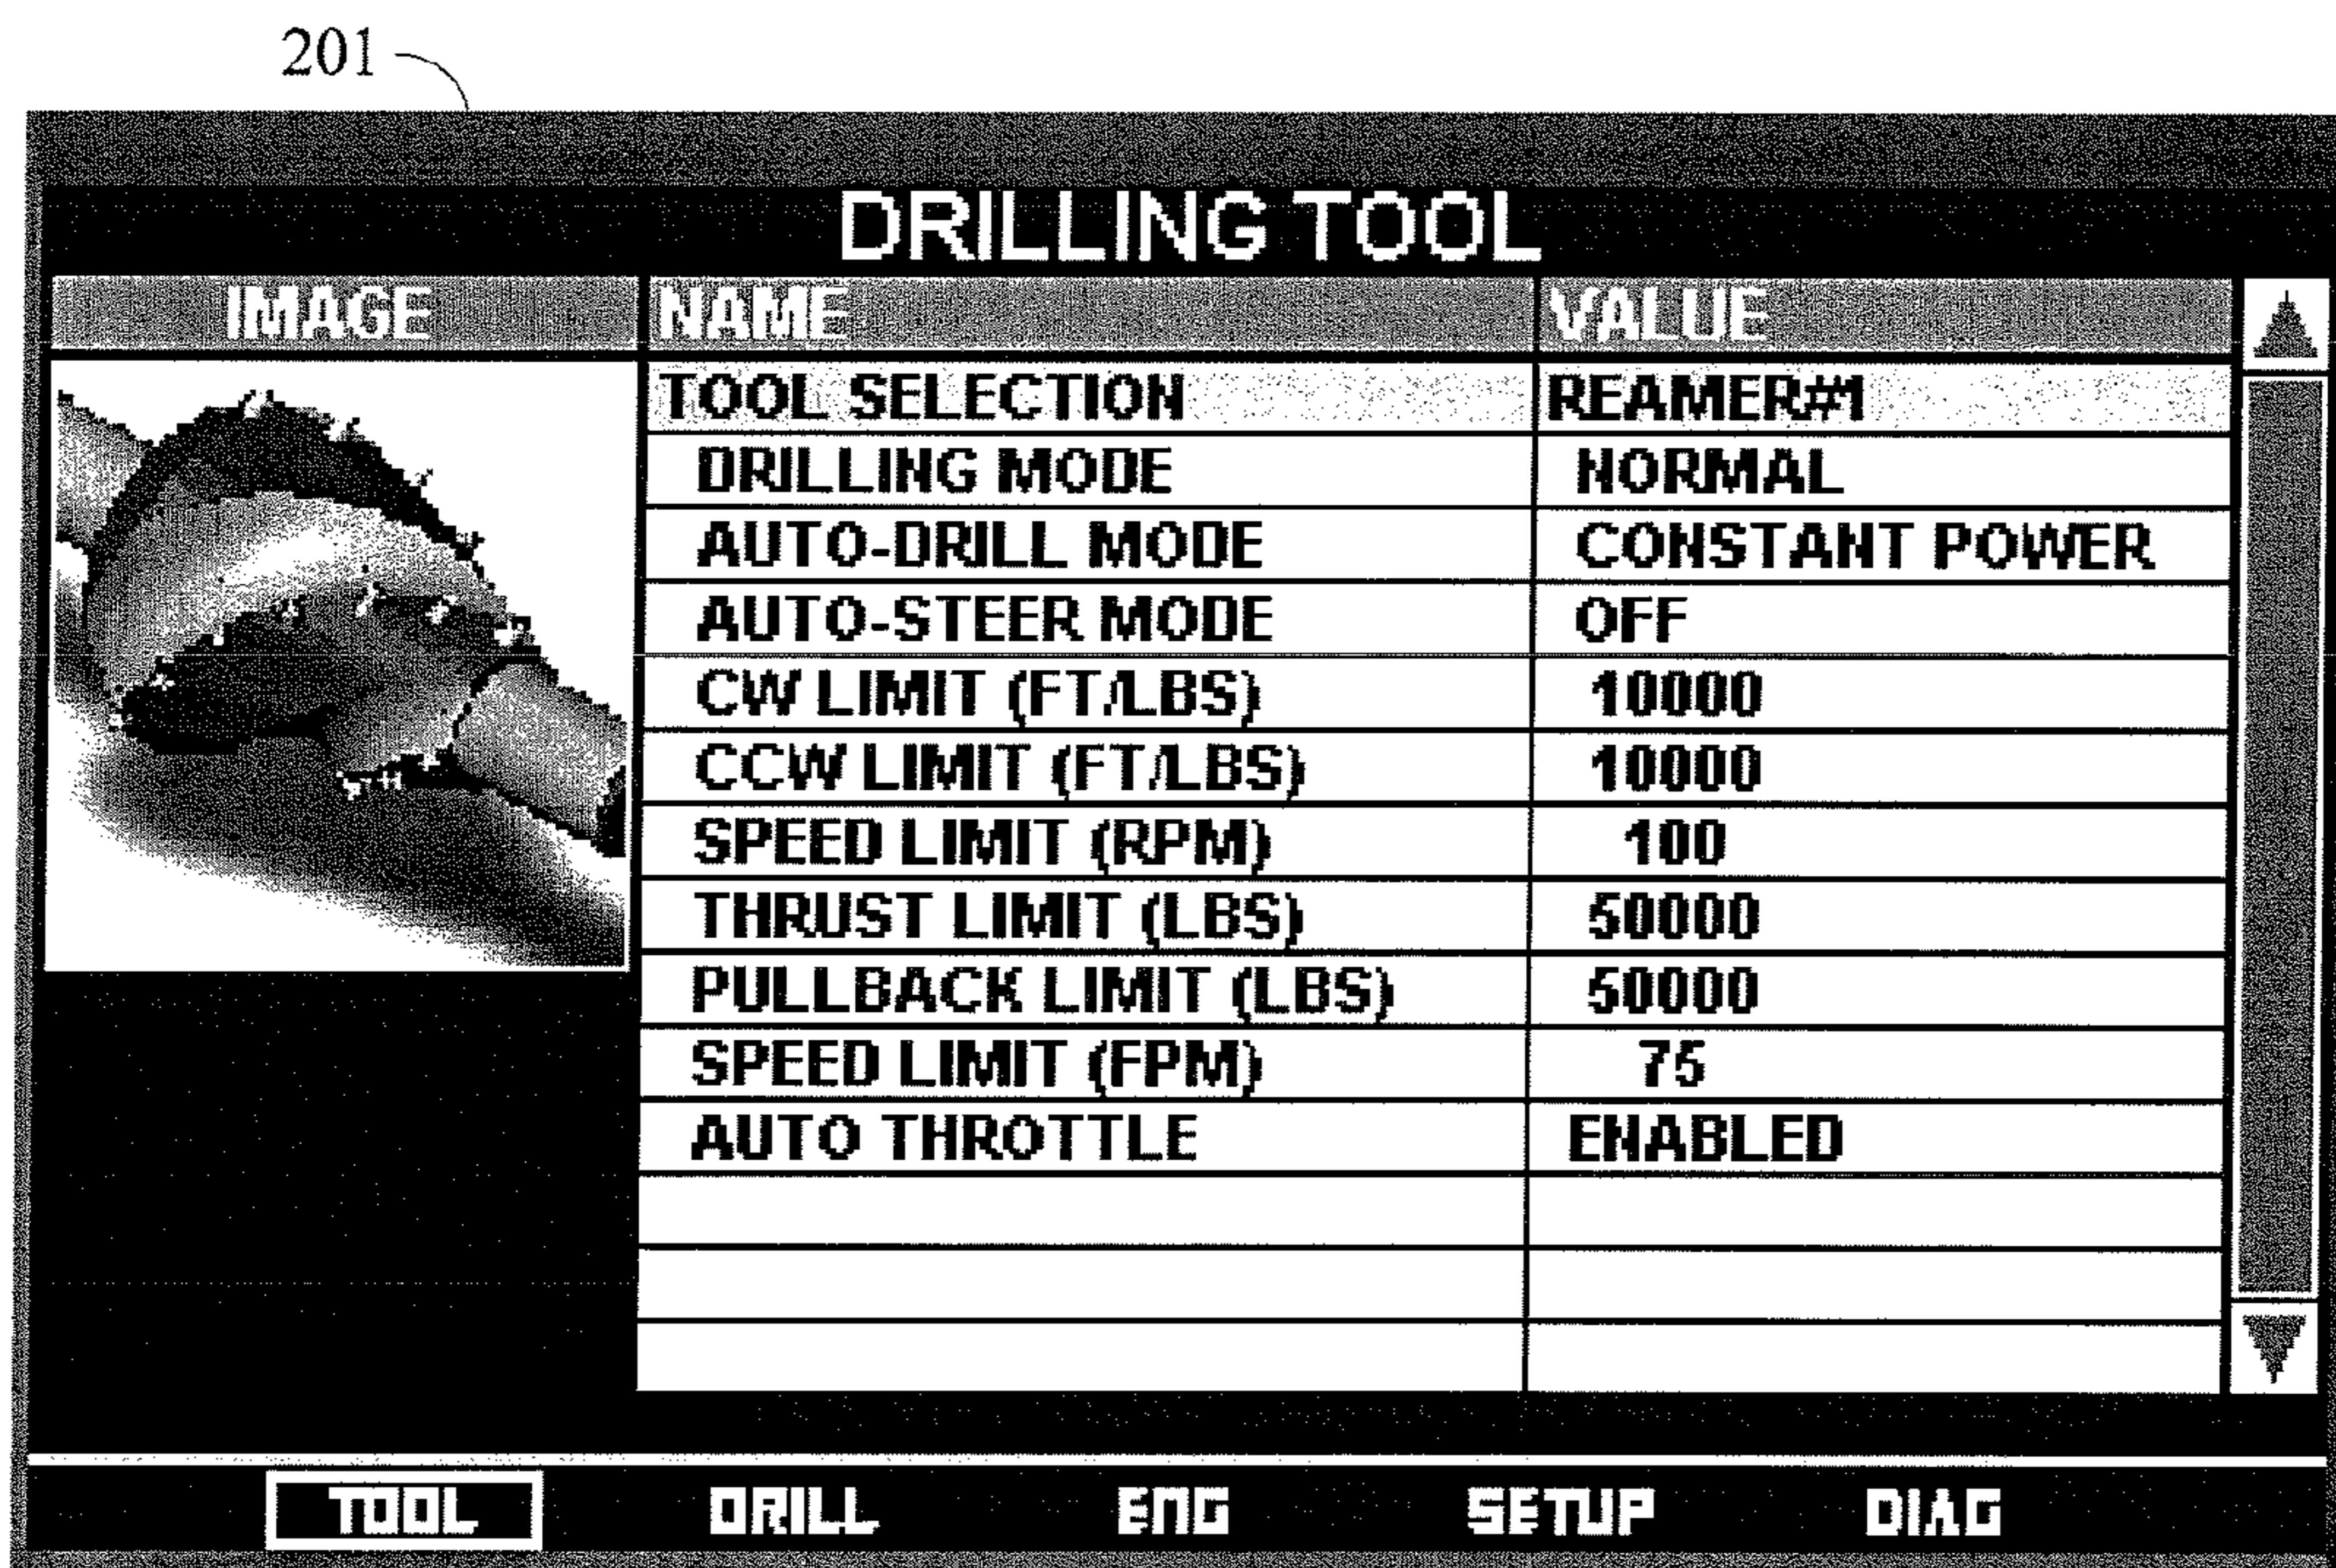 201
DRILLING TOOL
IMAGE NAME VALUE
TOOL SELECTION REAMER#1
DRILLING MODE NORMAL
AUTO-DRILL MODE CONSTANT POWER
AUTO-STEER MODE OFF
CW LIMIT (FT/LBS) 10000
CCW LIMIT (FT/LBS) 10000
SPEED LIMIT (RPM) 100
THRUST LIMIT (LBS) 50000
PULLBACK LIMIT (LBS) 50000
SPEED LIMIT (FPM) 75
AUTO THROTTLE ENABLED
TOOL DRILL ENG SETUP DIAG